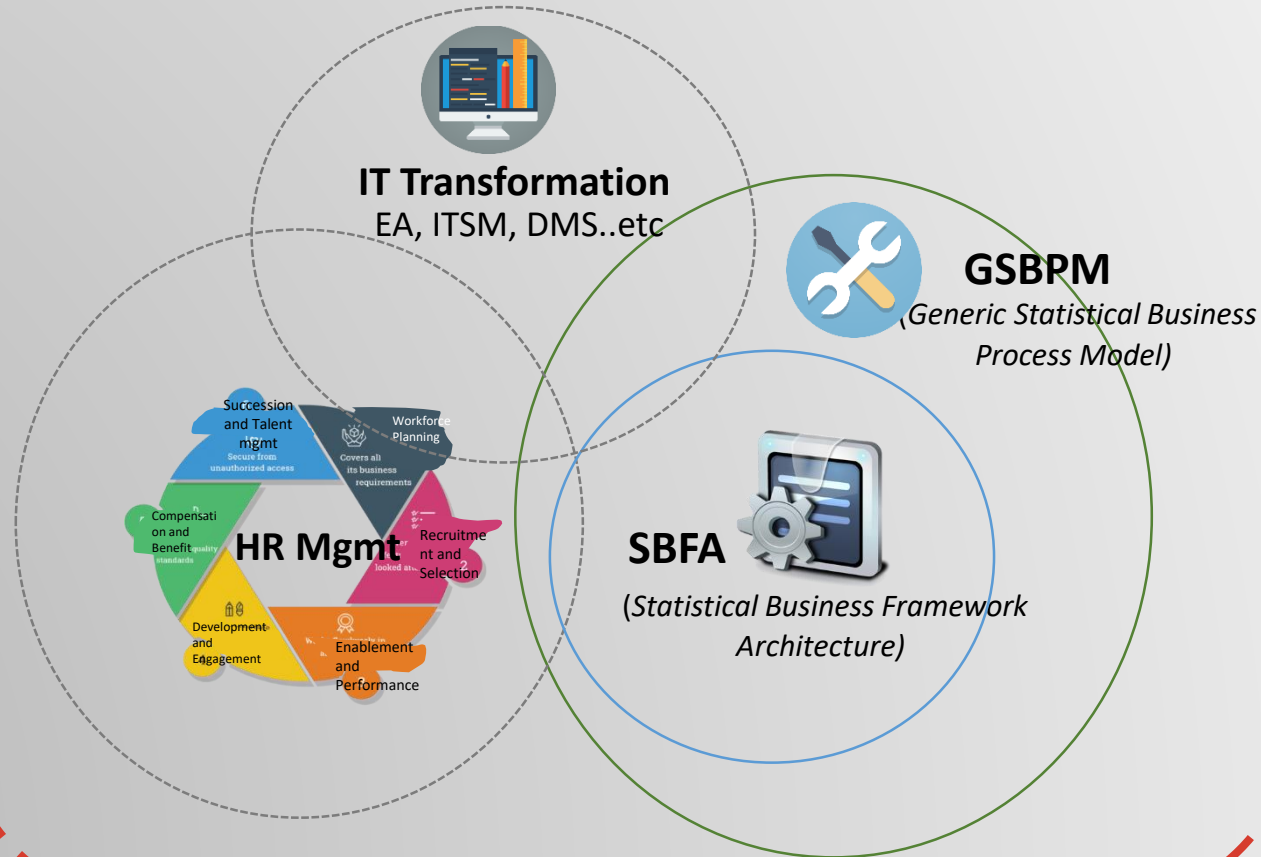 IT Transformation
EA, ITSM, DMS..etc
GSBPM
(Generic Statistical Business
Process Model)
Succession
and Talent
mgmt
Secure from
unauthorized access
Workforce
Planning
Covers all
its business
requirements
Compensati
on and
Benefit
quality
standards
HR Mgmt
Recruitme
nt and
Selection
looked
2
Development
and
Engagement
Enablement
and
Performance
SBFA
(Statistical Business Framework
Architecture)